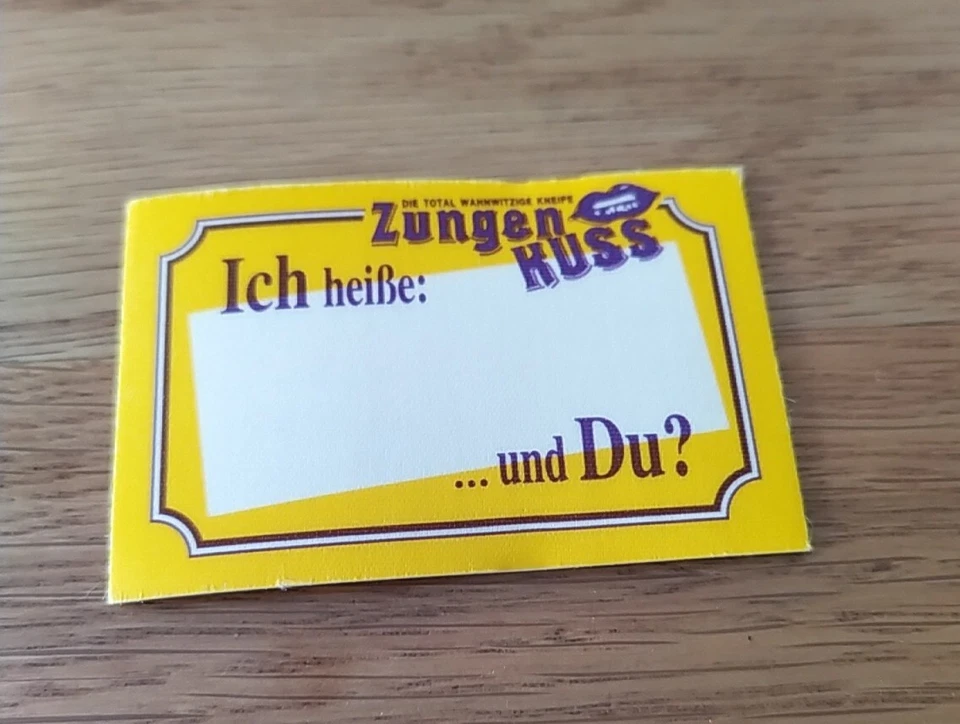 DIE TOTAL WAHNWITZIGE KNEIPE
Zungen
KUSS
Ich heiße:
... und Du?